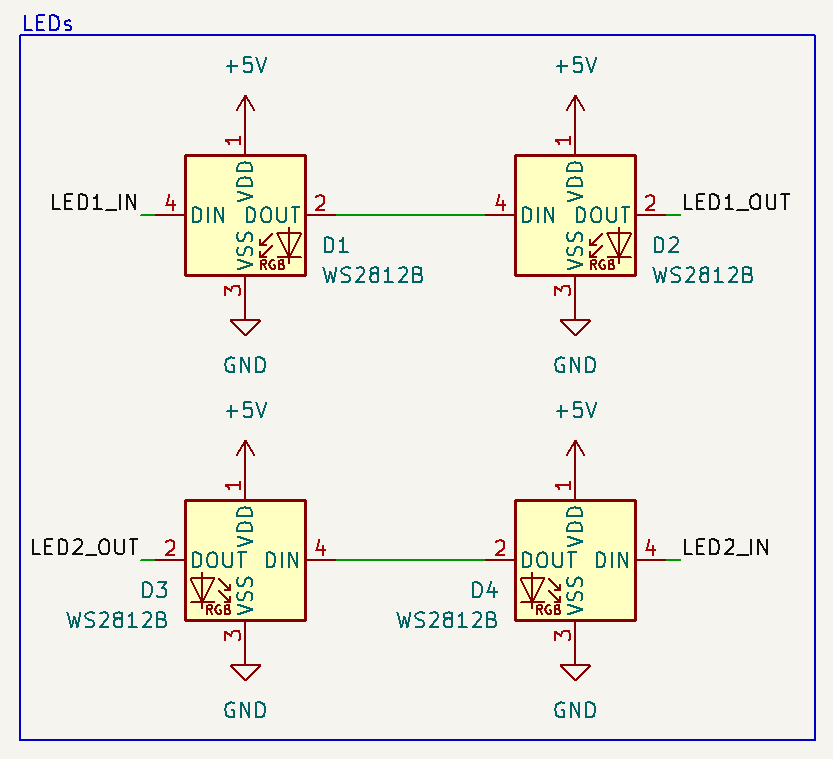 LEDs
+5V
+5V
1
1
LED1_IN
4
VDD
2
4
VDD
2
LED1_OUT
DIN
DOUT
DIN
DOUT
VSS
RGB
D1
VSS
RGB
D2
WS2812B
WS2812B
3
3
GND
GND
+5V
+5V
1
1
LED2_OUT
2
VDD
4
2
VDD
4
LED2_IN
DOUT
DIN
DOUT
DIN
D3
RGB
VSS
D4
RGB
VSS
WS2812B
WS2812B
3
3
GND
GND